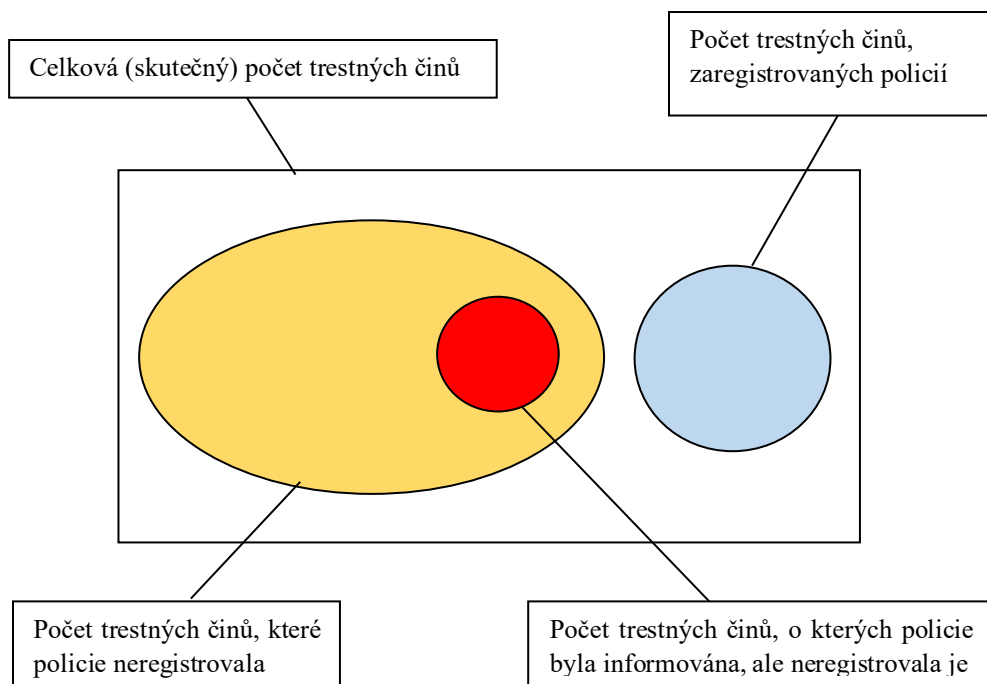 Počet trestných činů,
zaregistrovaných policií
Celková (skutečný) počet trestných činů
Počet trestných činů, které
policie neregistrovala
Počet trestných činů, o kterých policie
byla informována, ale neregistrovala je